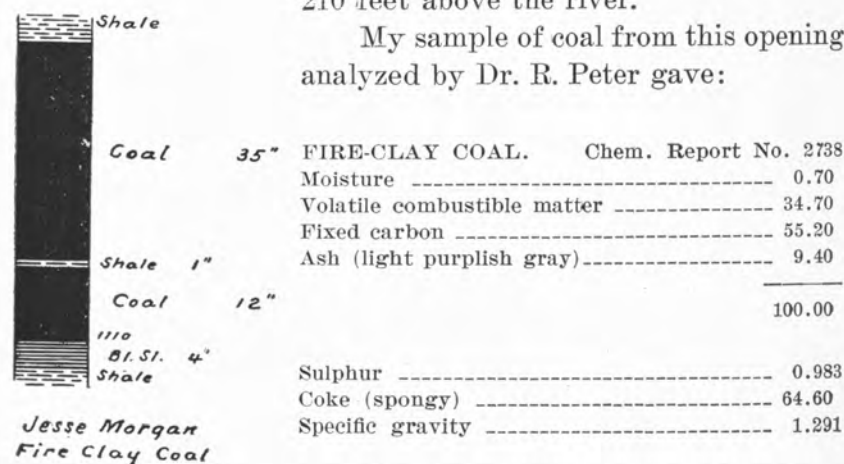 210 feet above the river.
My sample of coal from this opening
analyzed by Dr. R. Peter gave:
FIRE-CLAY COAL. Chem. Report No. 2738
Moisture 0.70
Volatile combustible matter 34.70
Fixed carbon 55.20
Ash (light purplish gray) 9.40
100.00
Sulphur 0.983
Coke (spongy) 64.60
Specific gravity 1.291
Shale
Coal 35"
Shale 1"
Coal 12"
1110
Bl. Sl. 4"
Shale
Jesse Morgan
Fire Clay Coal